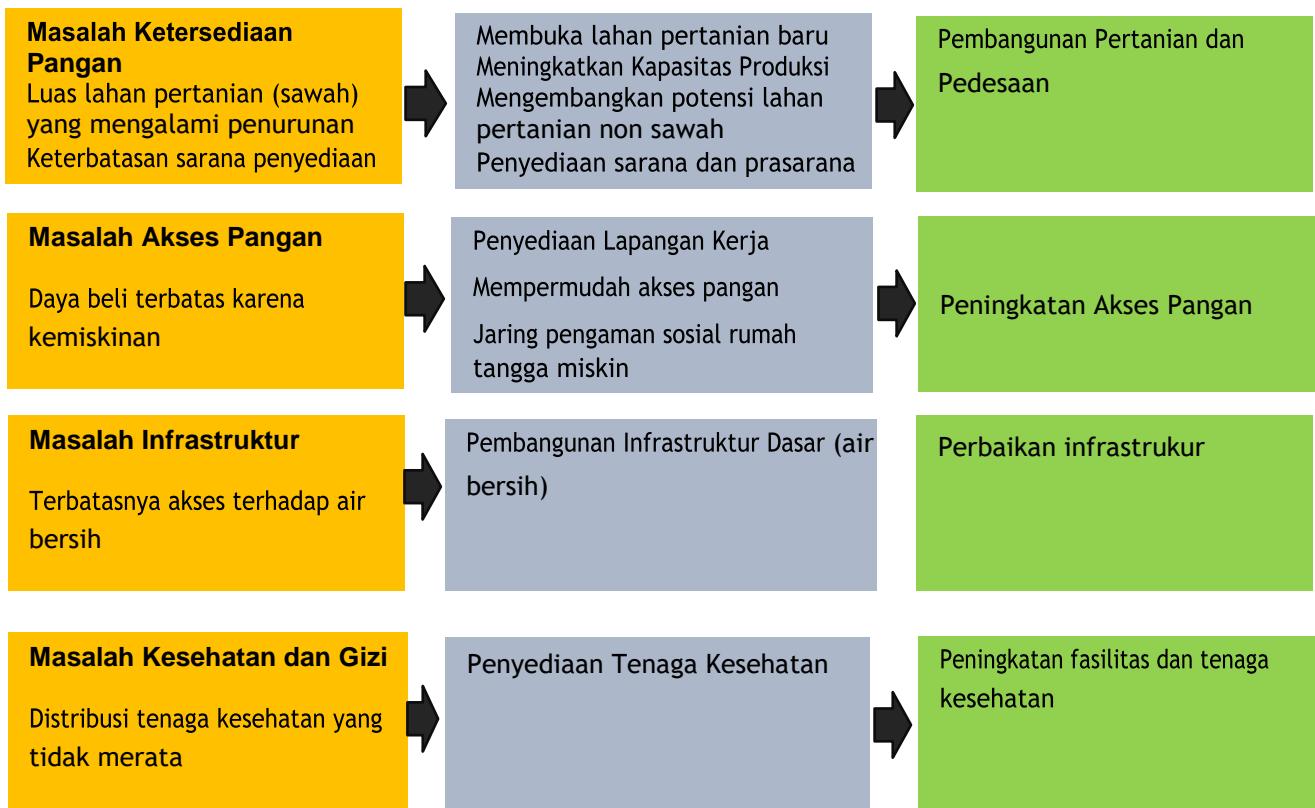 Masalah Ketersediaan
Pangan
Luas lahan pertanian (sawah)
yang mengalami penurunan
Keterbatasan sarana penyediaan
Membuka lahan pertanian baru
Meningkatkan Kapasitas Produksi
Mengembangkan potensi lahan
pertanian non sawah
Penyediaan sarana dan prasarana
Pembangunan Pertanian dan
Pedesaan
Masalah Akses Pangan
Daya beli terbatas karena
kemiskinan
Penyediaan Lapangan Kerja
Mempermudah akses pangan
Jaring pengaman sosial rumah
tangga miskin
Peningkatan Akses Pangan
Masalah Infrastruktur
Terbatasnya akses terhadap air
bersih
Pembangunan Infrastruktur Dasar (air
bersih)
Perbaikan infrastrukur
Masalah Kesehatan dan Gizi
Distribusi tenaga kesehatan yang
tidak merata
Penyediaan Tenaga Kesehatan
Peningkatan fasilitas dan tenaga
kesehatan